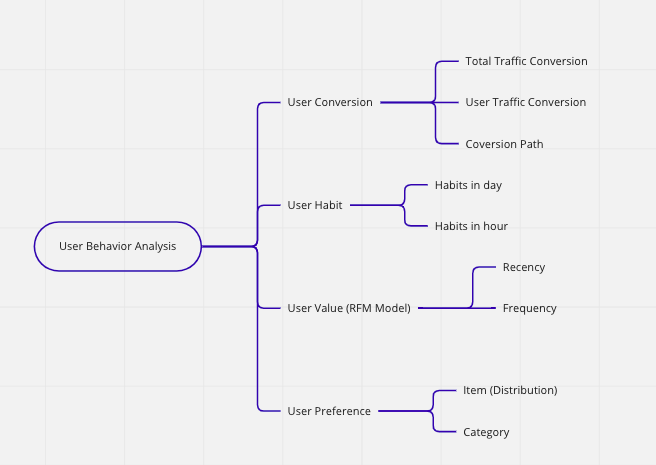 User Behavior Analysis
User Conversion
Total Traffic Conversion
User Traffic Conversion
Coversion Path
User Habit
Habits in day
Habits in hour
User Value (RFM Model)
Recency
Frequency
User Preference
Item (Distribution)
Category